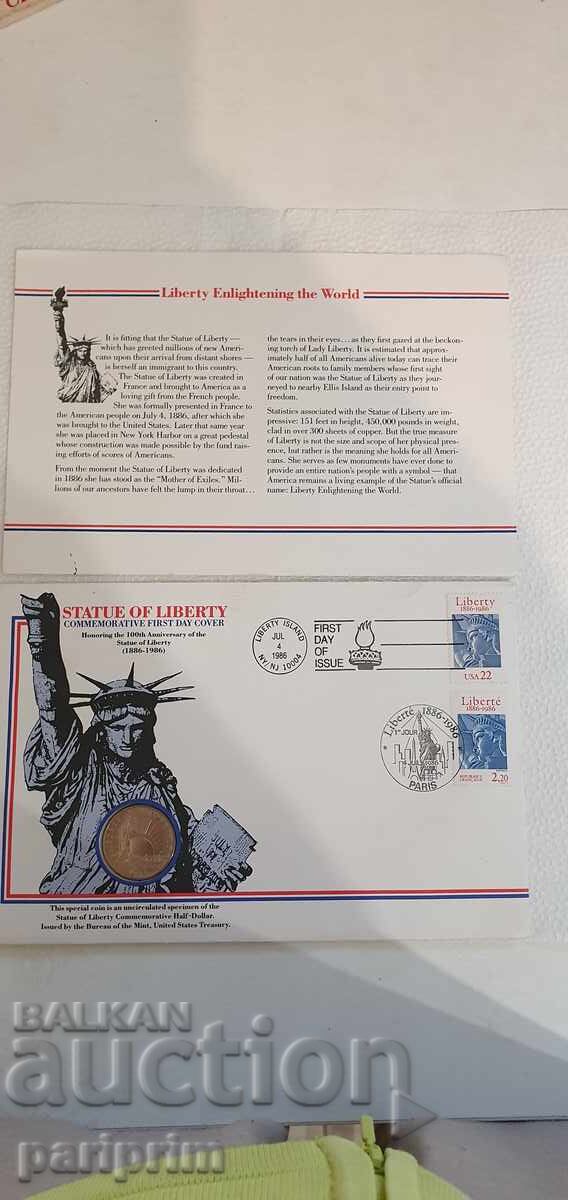 Liberty Enlightening the World
It is fitting that the Statue of Liberty —
which has greeted millions of new Ameri-
cans upon their arrival from distant shores —
is herself an immigrant to this country.
The Statue of Liberty was created in
France and brought to America as a
loving gift from the French people.
She was formally presented in France to
the American people on July 4, 1886, after which she
was brought to the United States. Later that same year
she was placed in New York Harbor on a great pedestal
whose construction was made possible by the fund rais-
ing efforts of scores of Americans.
From the moment the Statue of Liberty was dedicated
in 1886 she has stood as the "Mother of Exiles." Mil-
lions of our ancestors have felt the lump in their throat...
the tears in their eyes... as they first gazed at the beckon-
ing torch of Lady Liberty. It is estimated that approx-
imately half of all Americans alive today can trace their
American roots to family members whose first sight
of our nation was the Statue of Liberty as they jour-
neyed to nearby Ellis Island as their entry point to
freedom.
Statistics associated with the Statue of Liberty are im-
pressive: 151 feet in height, 450,000 pounds in weight,
clad in over 300 sheets of copper. But the true measure
of Liberty is not the size and scope of her physical pres-
ence, but rather is the meaning she holds for all Ameri-
cans. She serves as few monuments have ever done to
provide an entire nation's people with a symbol — that
America remains a living example of the Statue's official
name: Liberty Enlightening the World.
STATUE OF LIBERTY
COMMEMORATIVE FIRST DAY COVER
Honoring the 100th Anniversary of the
Statue of Liberty
(1886-1986)
LIBERTY ISLAND
JUL
4
1986
NY/NJ 10004
FIRST
DAY
OF
ISSUE
Liberty
1886-1986
USA 22
Liberté 1886-1986
1er JOUR
4 JUIL 1986
PARIS
Liberté
1886-1986
REPUBLIQUE
FRANÇAISE
2,20
JULY
This special coin is an uncirculated specimen of the
Statue of Liberty Commemorative Half-Dollar.
Issued by the Bureau of the Mint, United States Treasury.
BALKAN
auction
pariprim